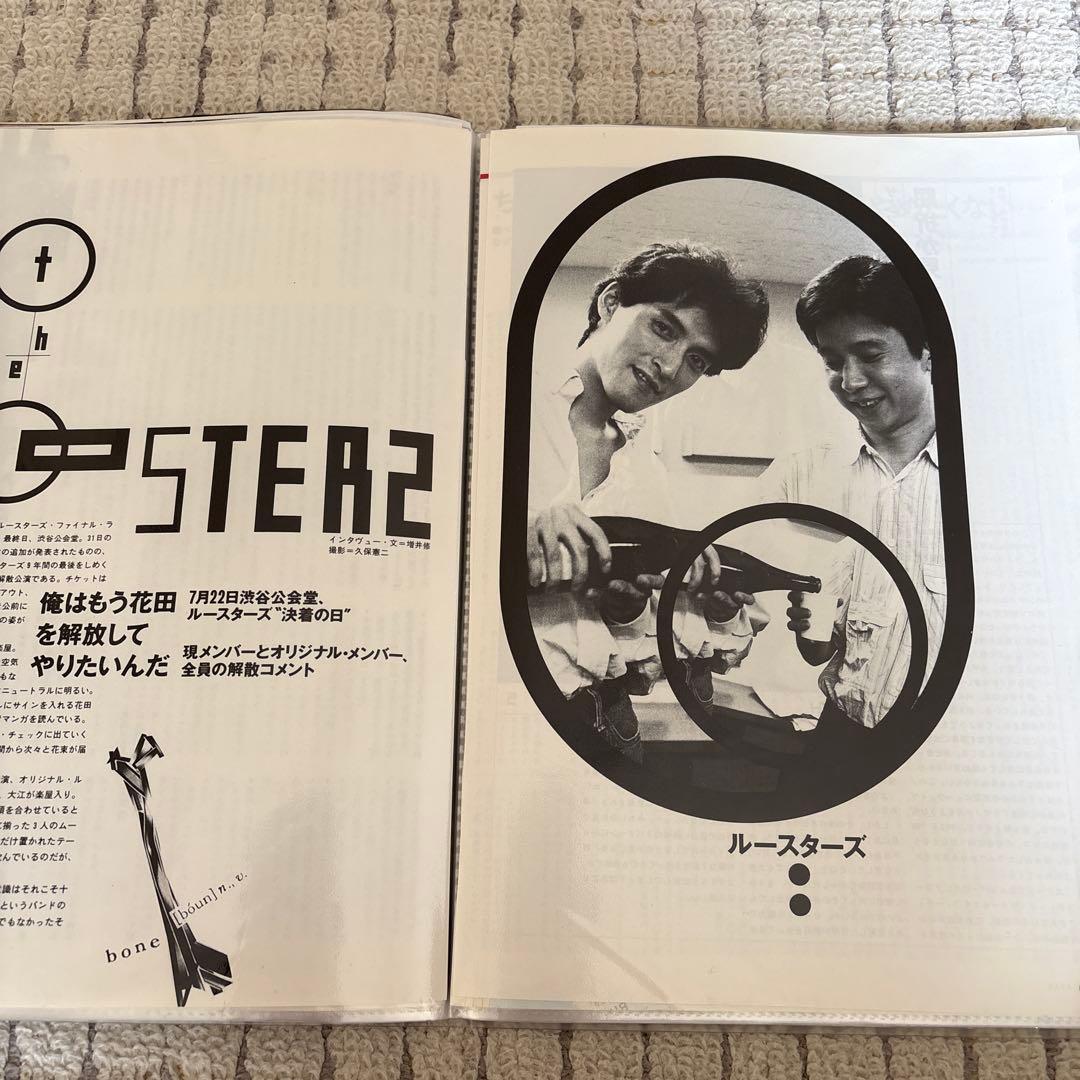 t
h
e
STERZ
インタヴュー・文=増井修
撮影=久保憲二
ルースターズ・ファイナル・ラ
最終日、渋谷公会堂。31日の
の追加が発表されたものの、
ターズ9年間の最後をしめく
解散公演である。チケットは
アウト、
公前に
の姿が
楽屋。
空気
もな
ニュートラルに明るい。
ルにサインを入れる花田
マンガを読んでいる。
・チェックに出ていく
間から次々と花束が届
演、オリジナル・ル
、大江が楽屋入り。
顔を合わせていると
に揃った3人のムー
だけ置かれたテー
飲んでいるのだが、
意識はそれこそ十
というバンドの
でもなかったそ
俺はもう花田
を解放して
やりたいんだ
7月22日渋谷公会堂、
ルースターズ“決着の日”
現メンバーとオリジナル・メンバー、
全員の解散コメント
bone [bóun] n., v.
ルースターズ